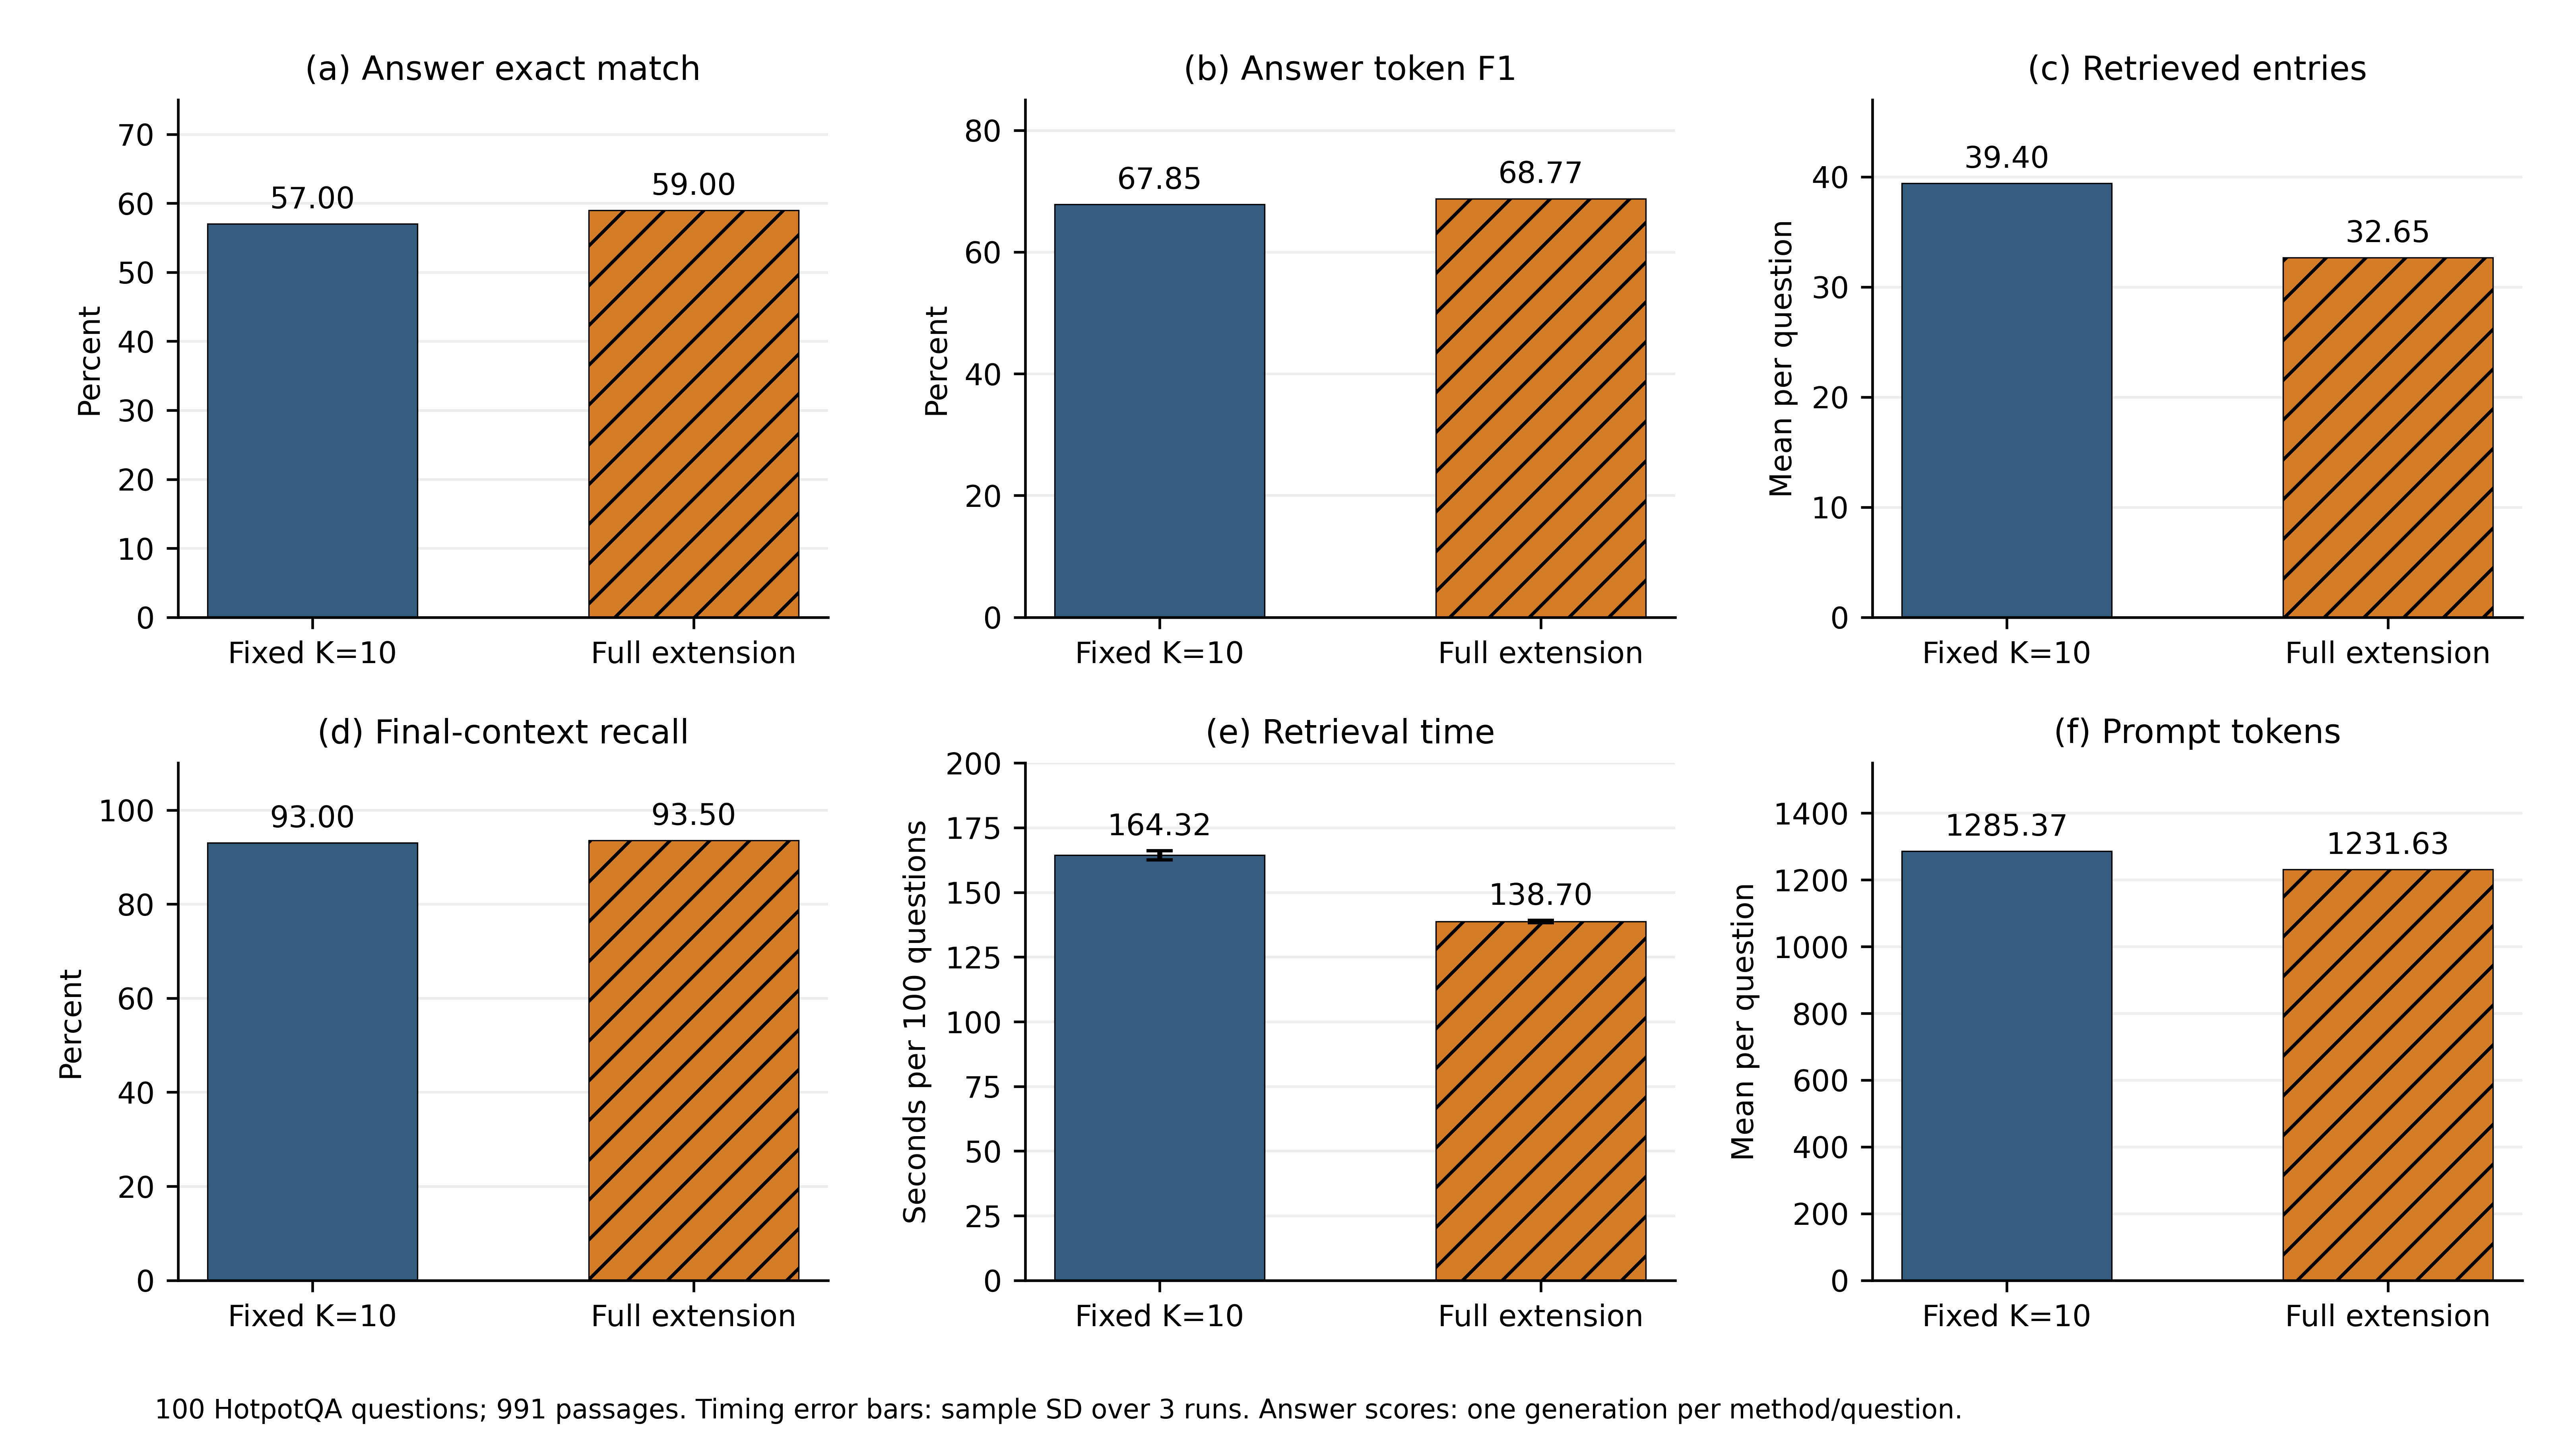 (a) Answer exact match
Percent
70
60
50
40
30
20
10
0
57.00
59.00
Fixed K=10
Full extension
(b) Answer token F1
Percent
80
60
40
20
0
67.85
68.77
Fixed K=10
Full extension
(c) Retrieved entries
Mean per question
40
30
20
10
0
39.40
32.65
Fixed K=10
Full extension
(d) Final-context recall
Percent
100
80
60
40
20
0
93.00
93.50
Fixed K=10
Full extension
(e) Retrieval time
Seconds per 100 questions
200
175
150
125
100
75
50
25
0
164.32
138.70
Fixed K=10
Full extension
(f) Prompt tokens
Mean per question
1400
1200
1000
800
600
400
200
0
1285.37
1231.63
Fixed K=10
Full extension
100 HotpotQA questions; 991 passages. Timing error bars: sample SD over 3 runs. Answer scores: one generation per method/question.